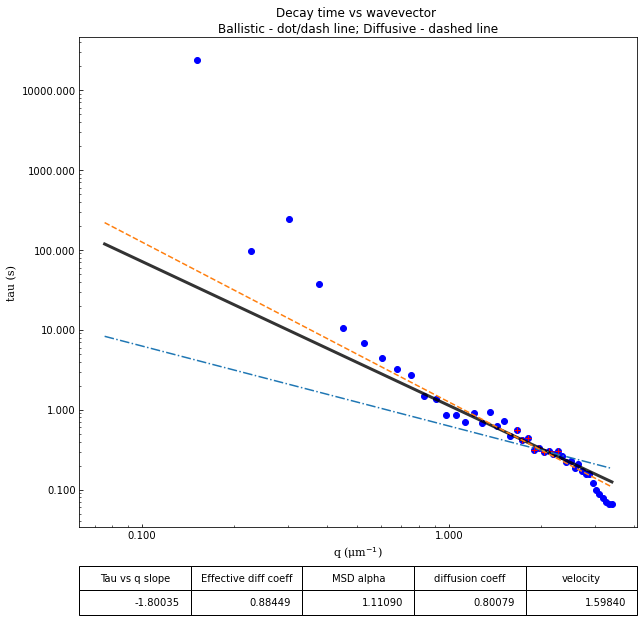 Decay time vs wavevector
Ballistic - dot/dash line; Diffusive - dashed line
tau (s)
10000.000
1000.000
100.000
10.000
1.000
0.100
0.100 1.000
q (μm⁻¹)
Tau vs q slope Effective diff coeff MSD alpha diffusion coeff velocity
-1.80035 0.88449 1.11090 0.80079 1.59840